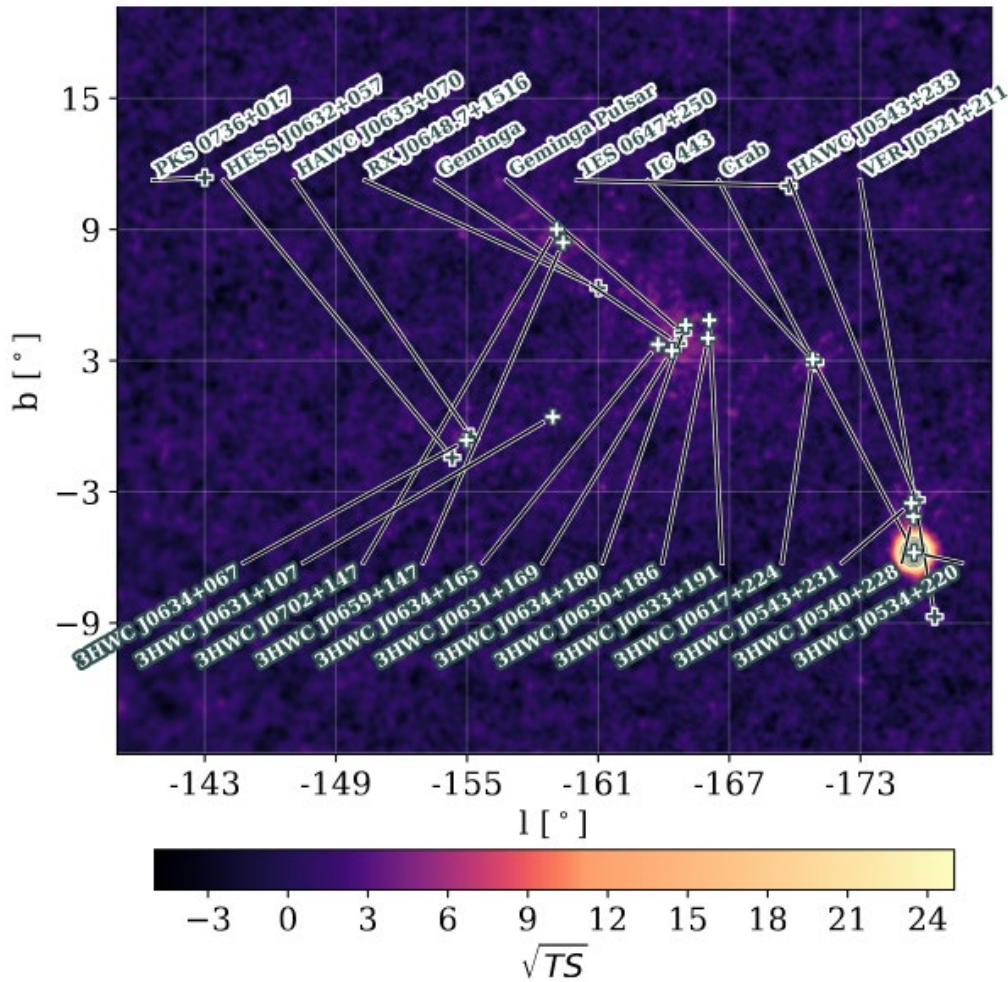 PKS 0736+017
HESS J0632+057
HAWC J0635+070
RX J0648.7+1516
Geminga
Geminga Pulsar
1ES 0647+250
IC 443
Crab
HAWC J0543+233
VER J0521+211
15
9
3
−3
−9
b [°]
3HWC J0634+067
3HWC J0631+107
3HWC J0702+147
3HWC J0659+147
3HWC J0634+165
3HWC J0631+169
3HWC J0634+180
3HWC J0630+186
3HWC J0633+191
3HWC J0617+224
3HWC J0543+231
3HWC J0540+228
3HWC J0534+220
-143 -149 -155 -161 -167 -173
l [°]
−3 0 3 6 9 12 15 18 21 24
√TS